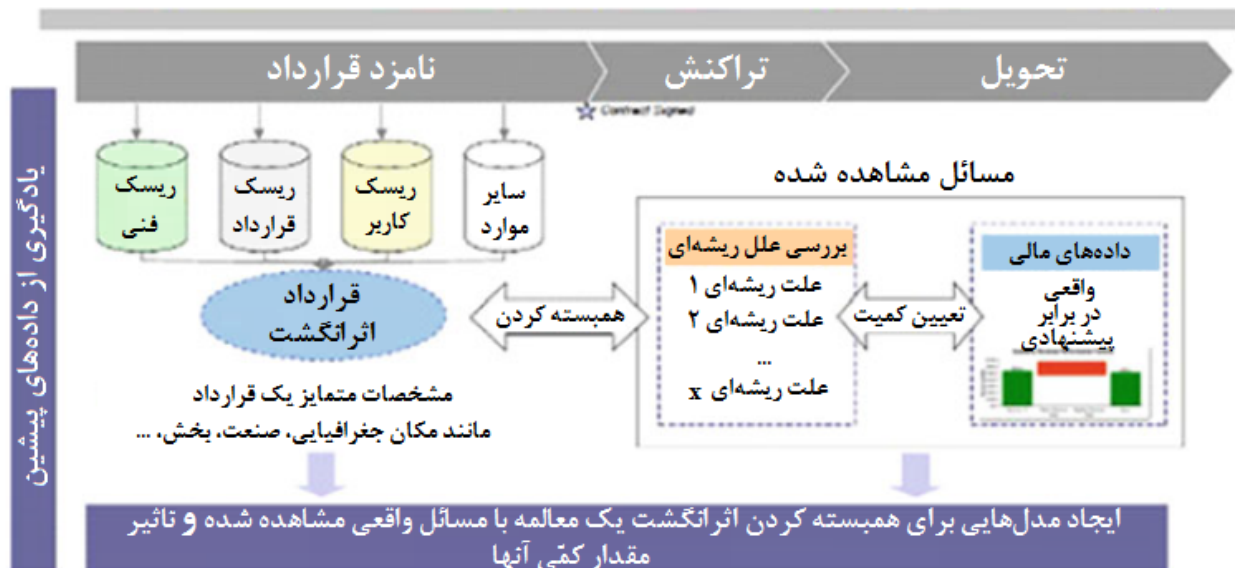 نامزد قرارداد
تراکنش
تحویل
Contract Signed
یادگیری از داده‌های پیشین
ریسک
فنی
ریسک
قرارداد
ریسک
کاربر
سایر
موارد
قرارداد
اثرانگشت
مشخصات متمایز یک قرارداد
مانند مکان جغرافیایی، صنعت، بخش، ...
همبسته کردن
مسائل مشاهده شده
بررسی علل ریشه‌ای
علت ریشه‌ای ۱
علت ریشه‌ای ۲
...
علت ریشه‌ای x
تعیین کمیت
داده‌های مالی
واقعی
در برابر
پیشنهادی
ایجاد مدل‌هایی برای همبسته کردن اثرانگشت یک معالمه با مسائل واقعی مشاهده شده و تاثیر
مقدار کمّی آنها